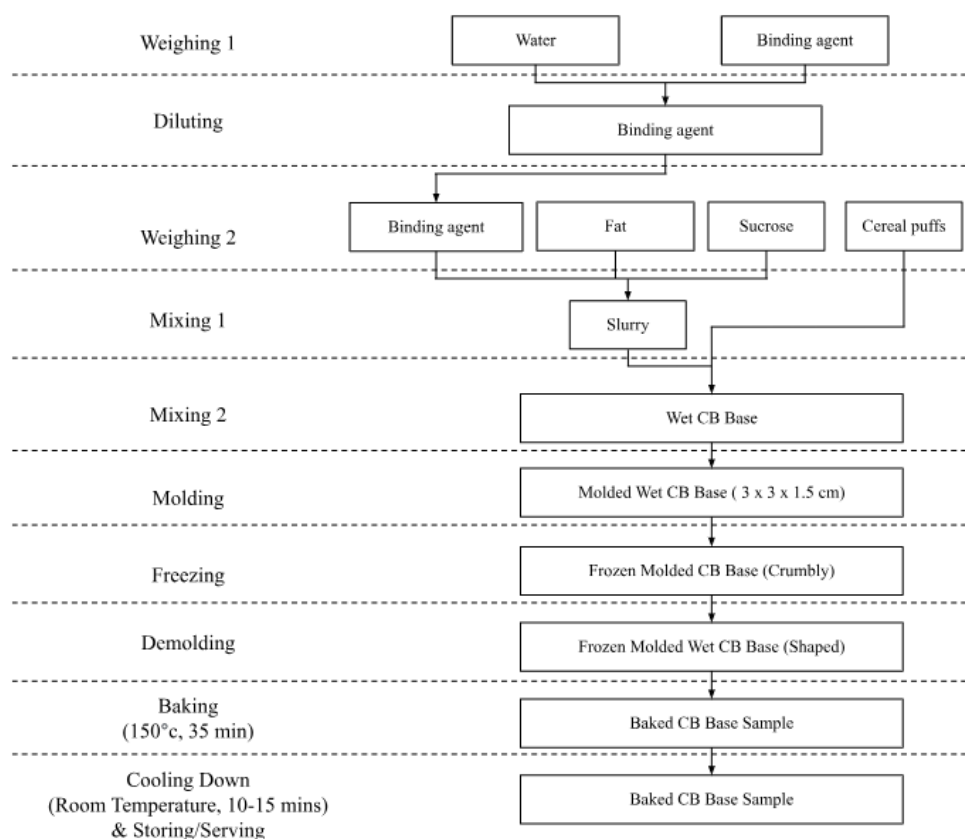 Weighing 1
Water
Binding agent
Diluting
Binding agent
Weighing 2
Binding agent
Fat
Sucrose
Cereal puffs
Mixing 1
Slurry
Mixing 2
Wet CB Base
Molding
Molded Wet CB Base ( 3 x 3 x 1.5 cm)
Freezing
Frozen Molded CB Base (Crumbly)
Demolding
Frozen Molded Wet CB Base (Shaped)
Baking
(150°c, 35 min)
Baked CB Base Sample
Cooling Down
(Room Temperature, 10-15 mins)
& Storing/Serving
Baked CB Base Sample